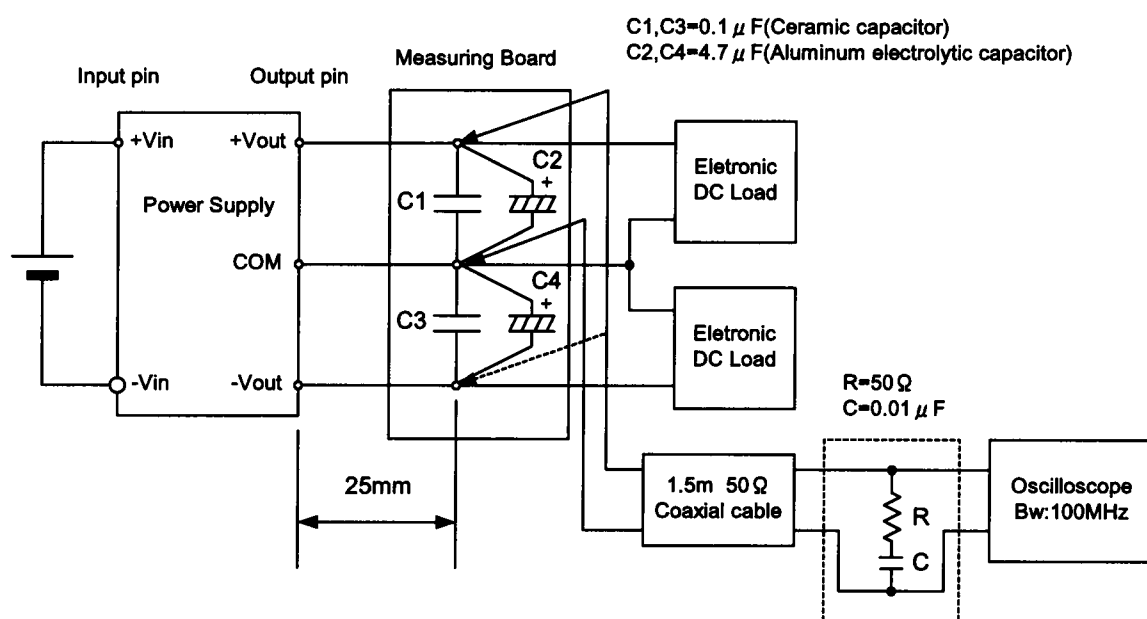 C1,C3=0.1μF(Ceramic capacitor)
C2,C4=4.7μF(Aluminum electrolytic capacitor)
Measuring Board
Input pin
Output pin
+Vin
+Vout
C2
+
Eletronic
DC Load
Power Supply
C1
COM
C4
+
C3
Eletronic
DC Load
-Vin
-Vout
R=50Ω
C=0.01μF
25mm
1.5m 50Ω
Coaxial cable
R
C
Oscilloscope
Bw:100MHz